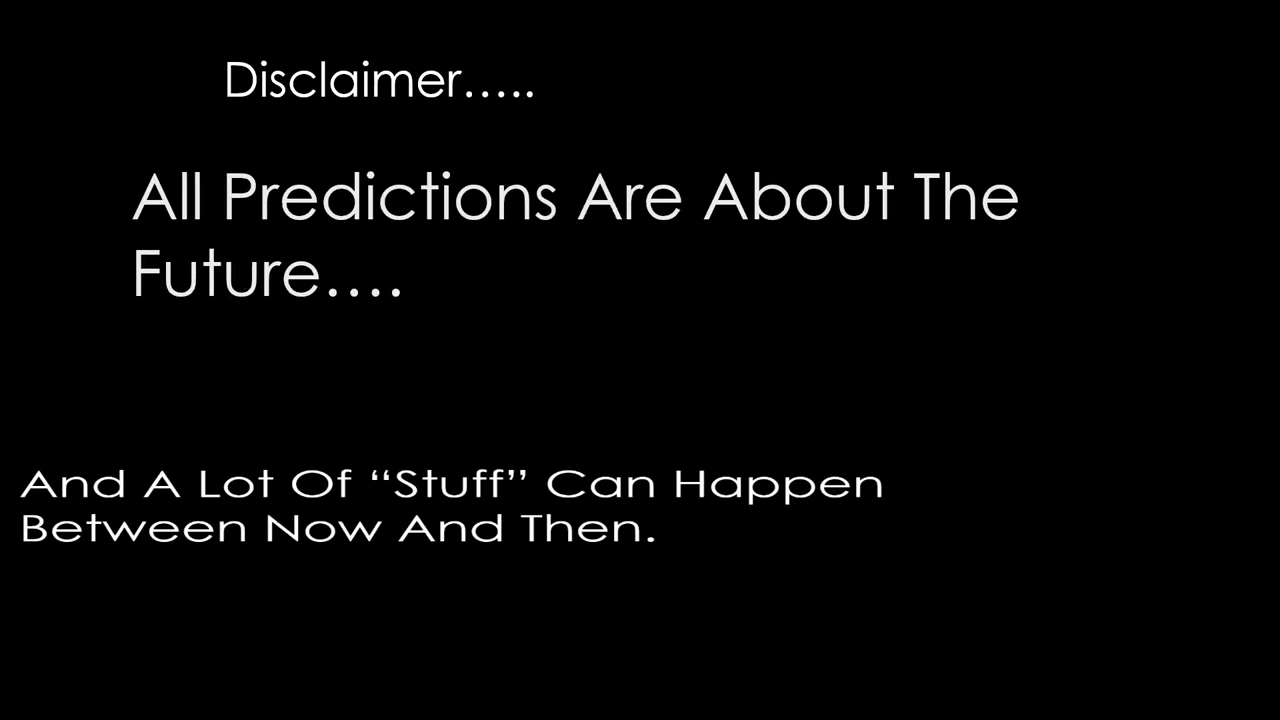 Disclaimer.....
All Predictions Are About The
Future....
And A Lot Of “Stuff” Can Happen
Between Now And Then.